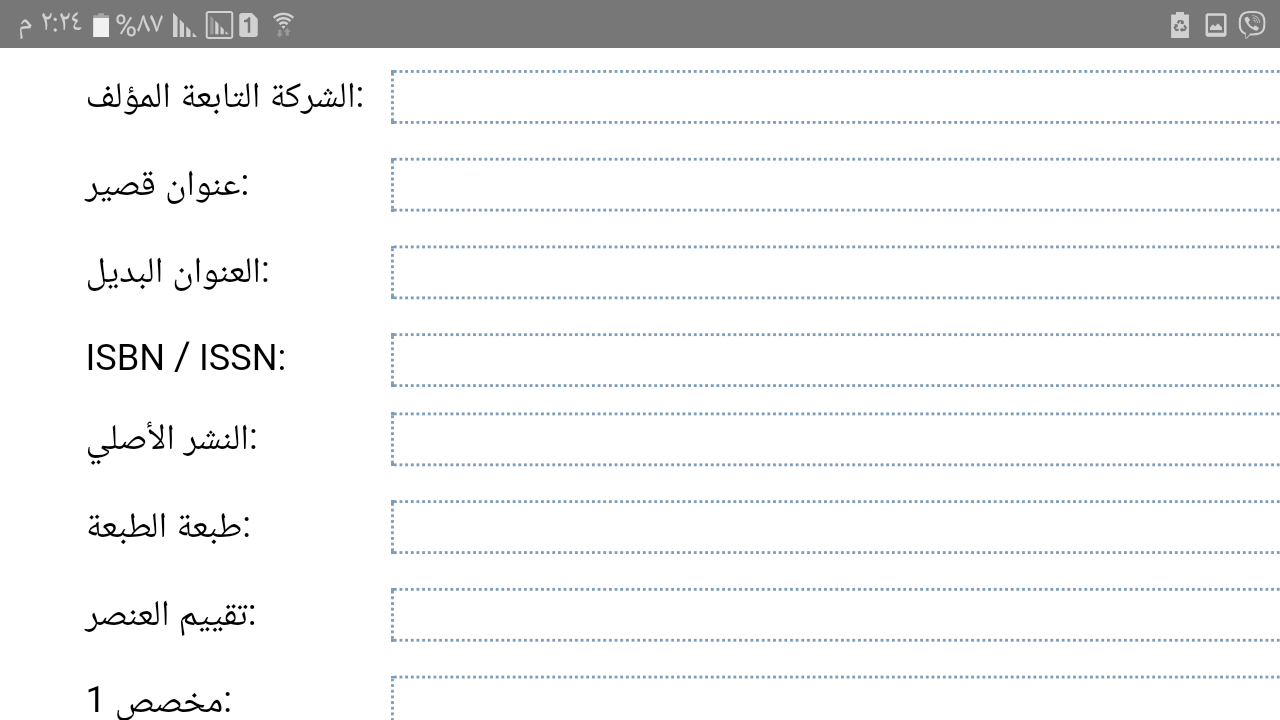 ٢:٢٤ م %٨٧ 1
الشركة التابعة المؤلف:
عنوان قصير:
العنوان البديل:
ISBN / ISSN:
النشر الأصلي:
طبعة الطبعة:
تقييم العنصر:
مخصص 1: